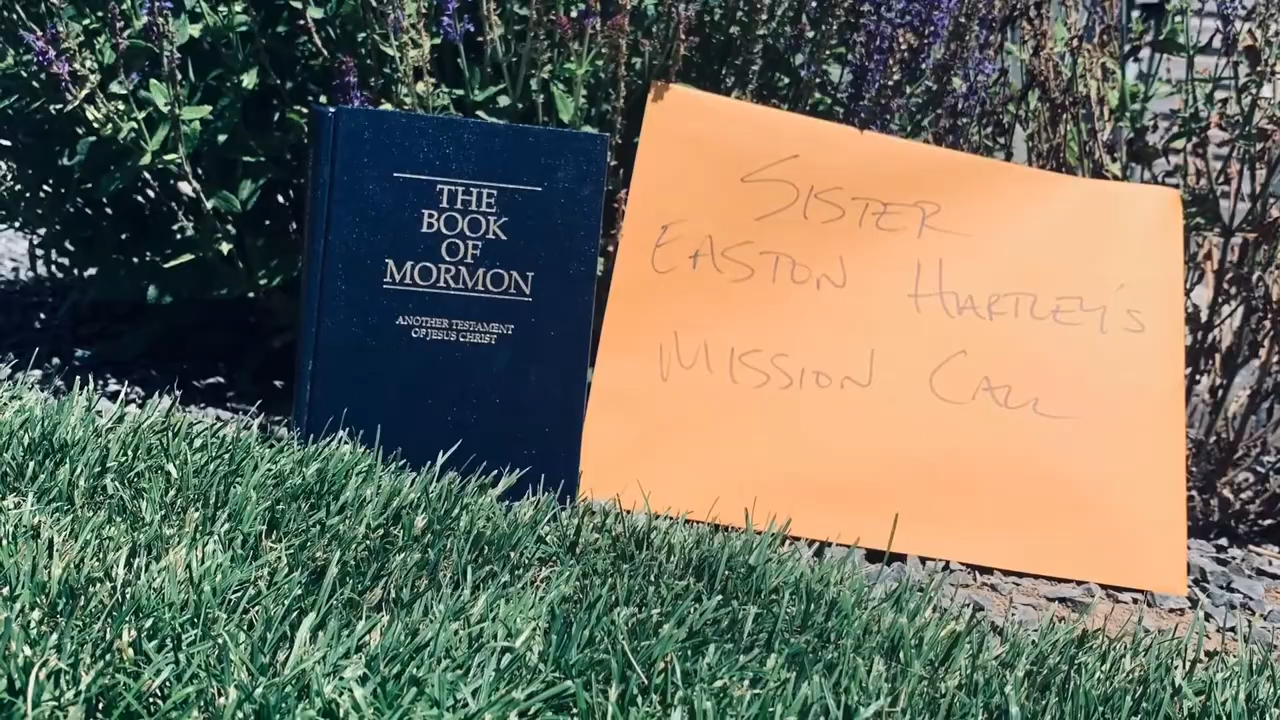 THE
BOOK
OF
MORMON
ANOTHER TESTAMENT
OF JESUS CHRIST
SISTER
EASTON HARTLEY'S
MISSION CALL